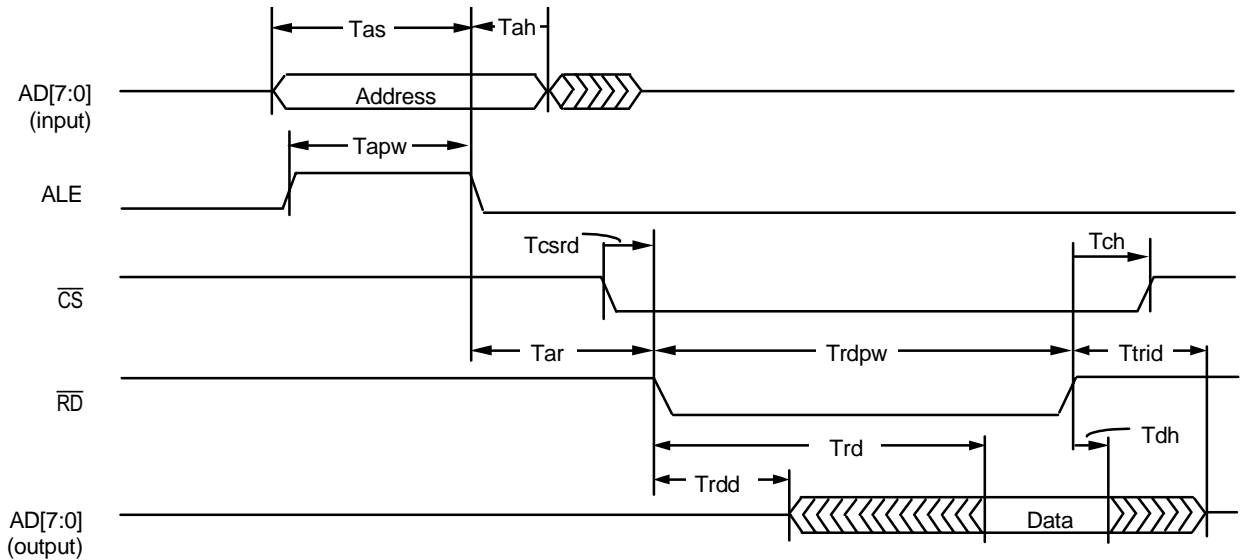 Tas
Tah
AD[7:0]
(input)
Address
Tapw
ALE
Tcsrd
Tch
CS
Tar
Trdpw
Ttrid
RD
Trd
Tdh
Trdd
AD[7:0]
(output)
Data